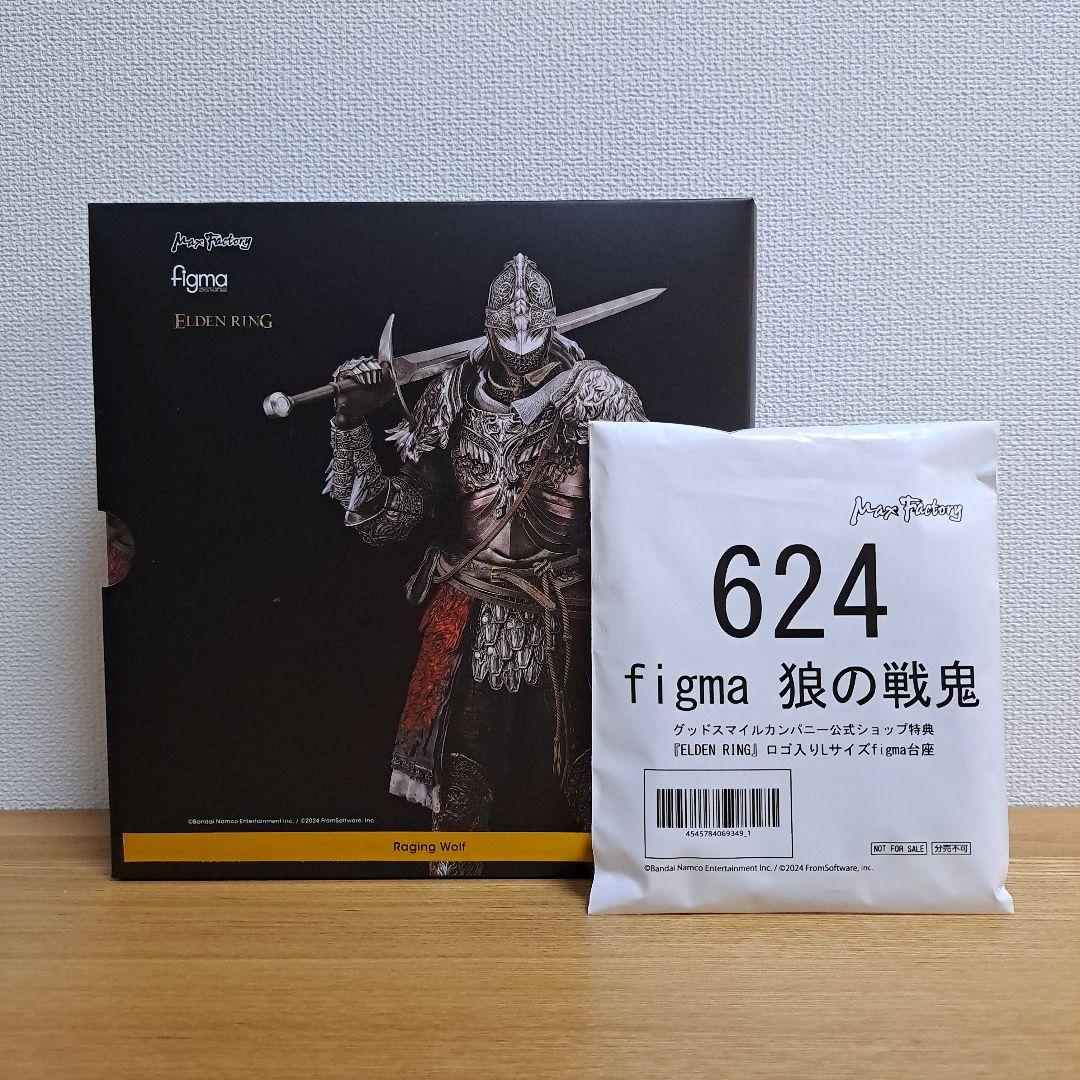 Max Factory
figma
ELDEN RING
©Bandai Namco Entertainment Inc. / ©2024 FromSoftware, Inc.
Raging Wolf
Max Factory
624
figma 狼の戦鬼
グッドスマイルカンパニー公式ショップ特典
『ELDEN RING』ロゴ入りLサイズfigma台座
4545784069349_1
NOT FOR SALE 分売不可
©Bandai Namco Entertainment Inc. / ©2024 FromSoftware, Inc.